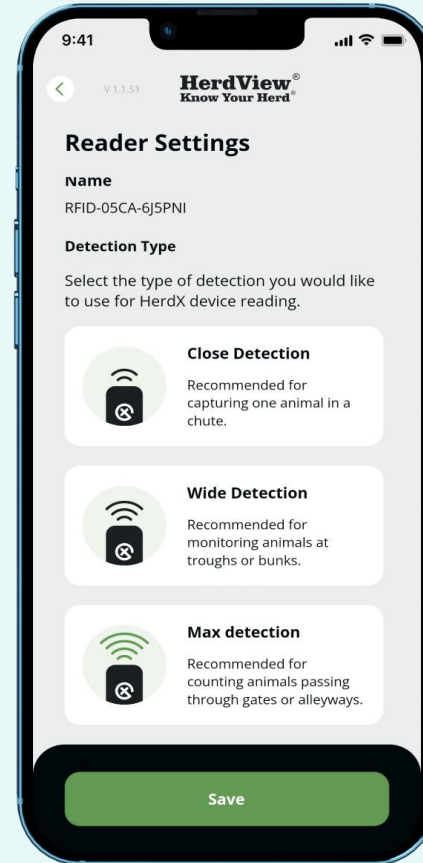 9:41
V 1.1.51
HerdView®
Know Your Herd®
Reader Settings
Name
RFID-05CA-6J5PNI
Detection Type
Select the type of detection you would like
to use for HerdX device reading.
Close Detection
Recommended for
capturing one animal in a
chute.
Wide Detection
Recommended for
monitoring animals at
troughs or bunks.
Max detection
Recommended for
counting animals passing
through gates or alleyways.
Save